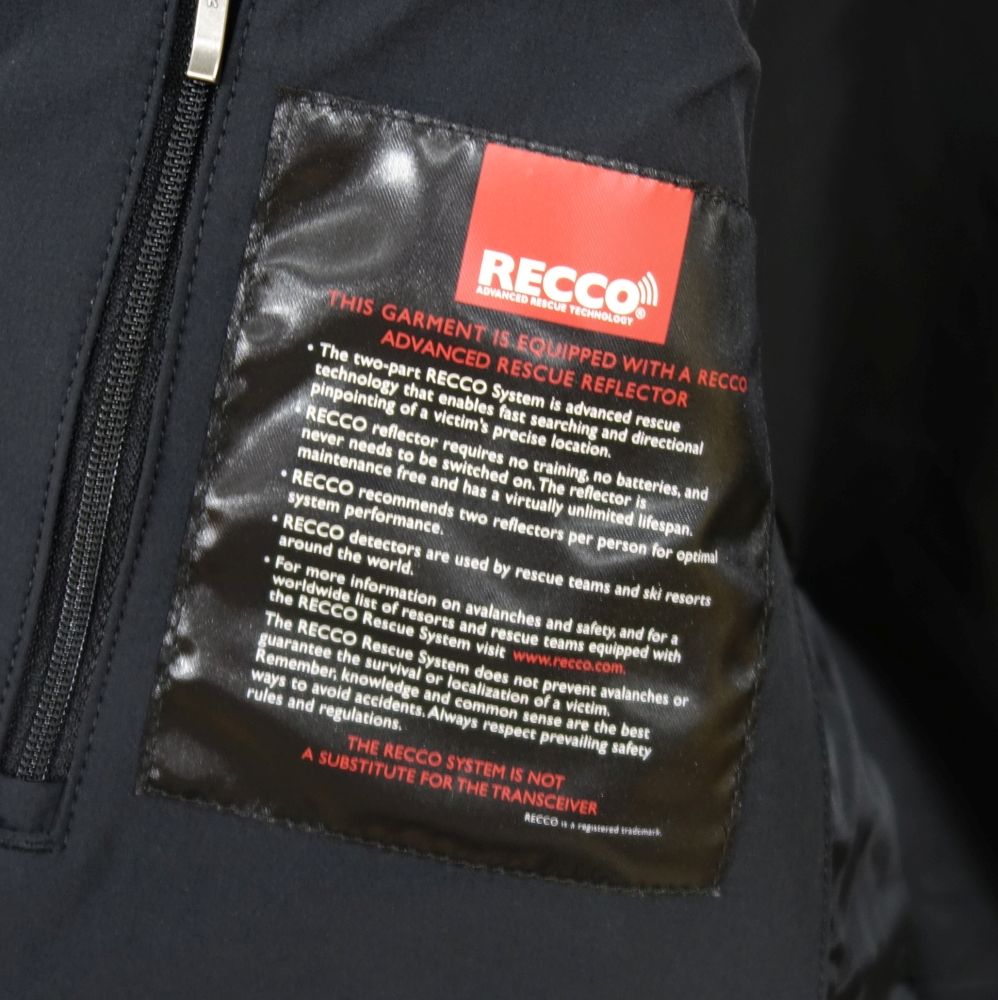 RECCO®
ADVANCED RESCUE TECHNOLOGY
THIS GARMENT IS EQUIPPED WITH A RECCO
ADVANCED RESCUE REFLECTOR
• The two-part RECCO System is advanced rescue
technology that enables fast searching and directional
pinpointing of a victim's precise location.
RECCO reflector requires no training, no batteries, and
never needs to be switched on. The reflector is
maintenance free and has a virtually unlimited lifespan.
• RECCO recommends two reflectors per person for optimal
system performance.
• RECCO detectors are used by rescue teams and ski resorts
around the world.
• For more information on avalanches and safety, and for a
worldwide list of resorts and rescue teams equipped with
the RECCO Rescue System visit www.recco.com.
The RECCO Rescue System does not prevent avalanches or
guarantee the survival or localization of a victim.
Remember, knowledge and common sense are the best
ways to avoid accidents. Always respect prevailing safety
rules and regulations.
THE RECCO SYSTEM IS NOT
A SUBSTITUTE FOR THE TRANSCEIVER
RECCO is a registered trademark.